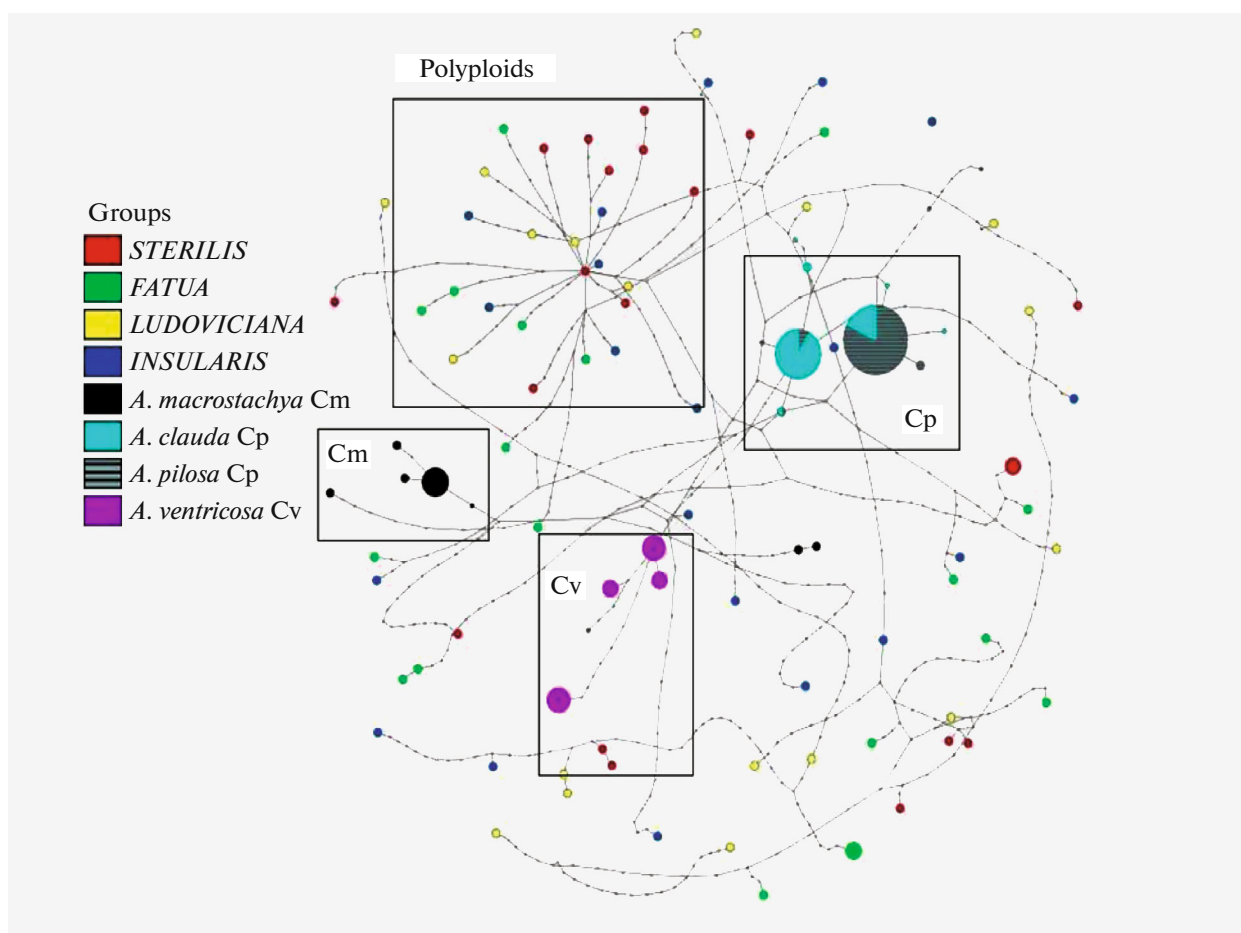 Polyploids
Groups
STERILIS
FATUA
LUDOVICIANA
INSULARIS
A. macrostachya Cm
A. clauda Cp
A. pilosa Cp
A. ventricosa Cv
Cp
Cm
Cv